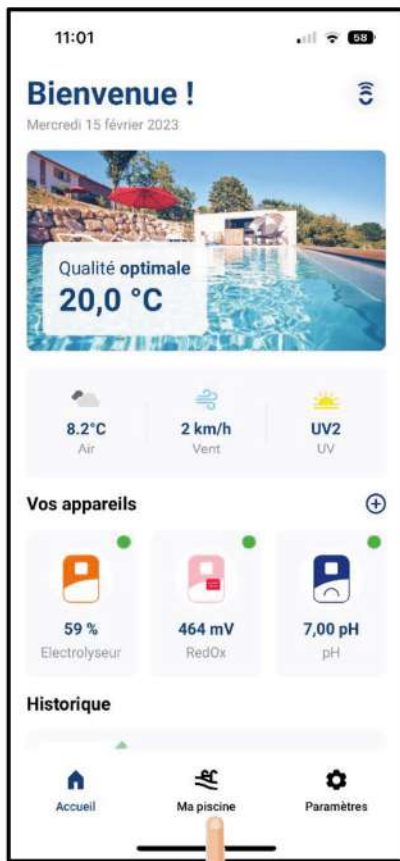 11:01
58
Bienvenue !
Mercredi 15 février 2023
Qualité optimale
20,0 °C
8.2°C
2 km/h
UV2
Air
Vent
UV
Vos appareils
59 %
464 mV
7,00 pH
Electrolyseur
RedOx
pH
Historique
Accueil
Ma piscine
Paramètres